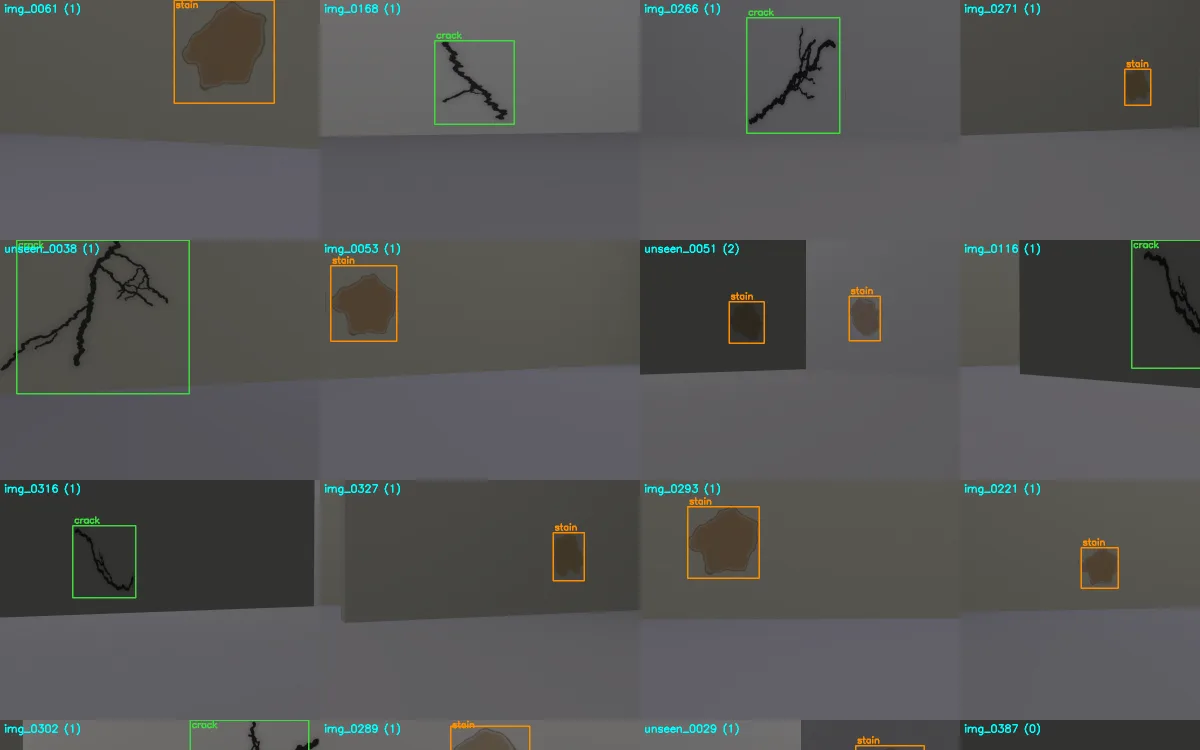 img_0061 (1)
stain
img_0168 (1)
crack
img_0266 (1)
crack
img_0271 (1)
stain
unseen_0038 (1)
crack
img_0053 (1)
stain
unseen_0051 (2)
stain
stain
img_0116 (1)
crack
img_0316 (1)
crack
img_0327 (1)
stain
img_0293 (1)
stain
img_0221 (1)
stain
img_0302 (1)
crack
img_0289 (1)
stain
unseen_0029 (1)
stain
img_0387 (0)